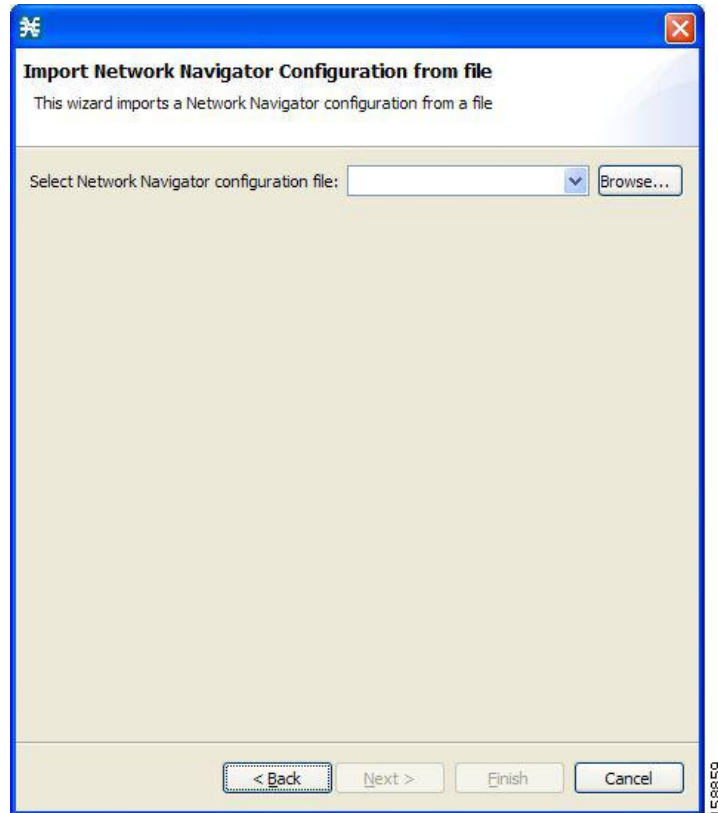 Import Network Navigator Configuration from file
This wizard imports a Network Navigator configuration from a file
Select Network Navigator configuration file: Browse...
< Back Next > Finish Cancel
158859